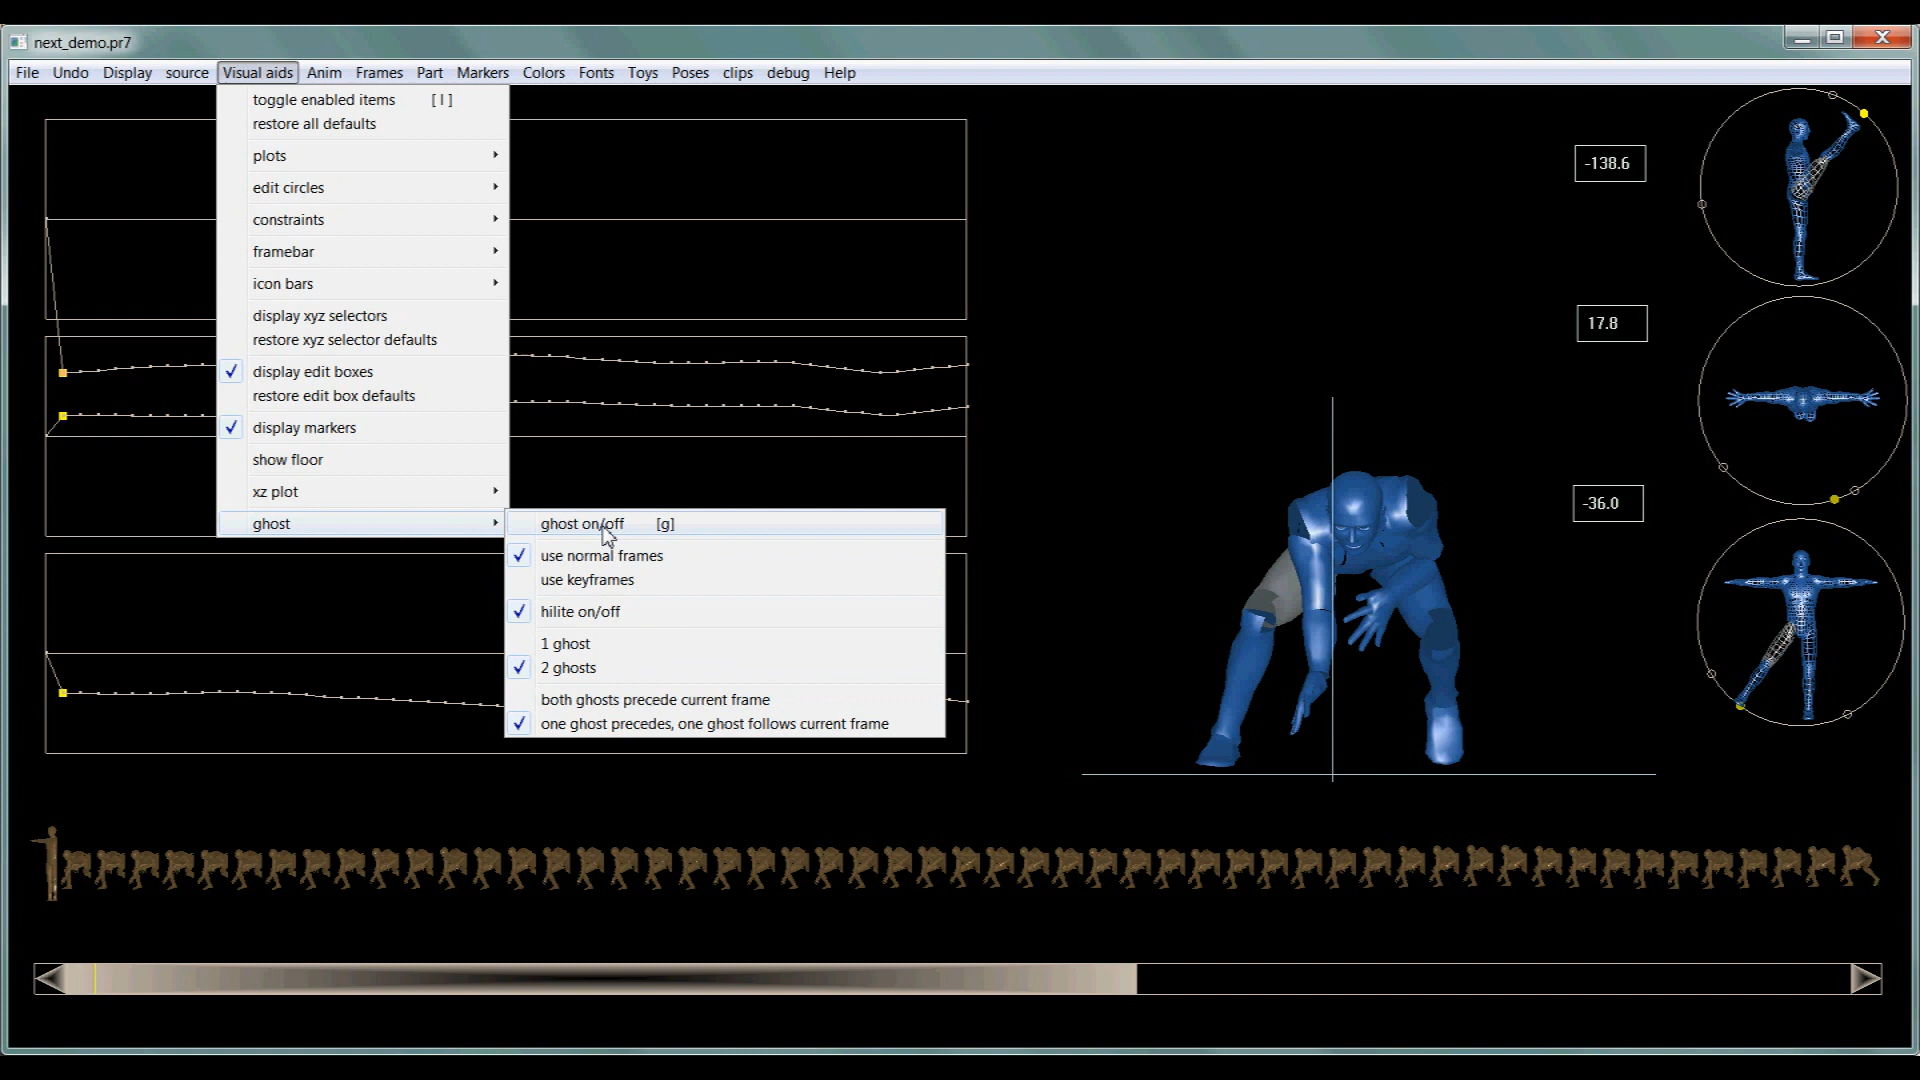 next_demo.pr7
File Undo Display source Visual aids Anim Frames Part Markers Colors Fonts Toys Poses clips debug Help
toggle enabled items [ l ]
restore all defaults
plots
edit circles
constraints
framebar
icon bars
display xyz selectors
restore xyz selector defaults
display edit boxes
restore edit box defaults
display markers
show floor
xz plot
ghost
ghost on/off [g]
use normal frames
use keyframes
hilite on/off
1 ghost
2 ghosts
both ghosts precede current frame
one ghost precedes, one ghost follows current frame
-138.6
17.8
-36.0